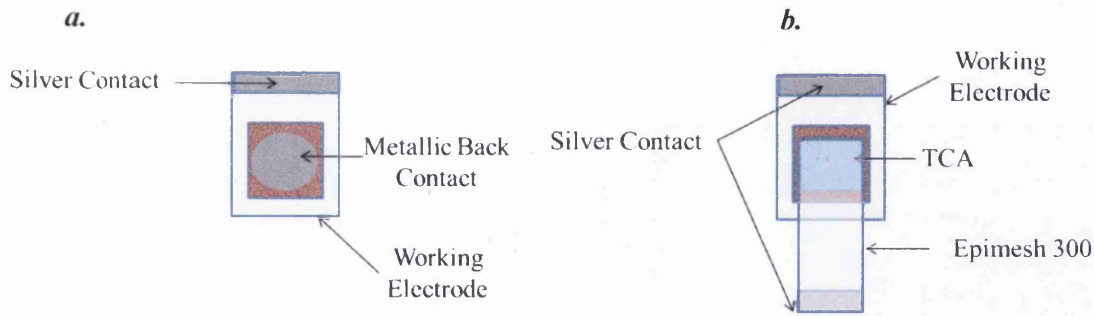 a.
Silver Contact
Metallic Back
Contact
Working
Electrode
b.
Working
Electrode
Silver Contact
TCA
Epimesh 300